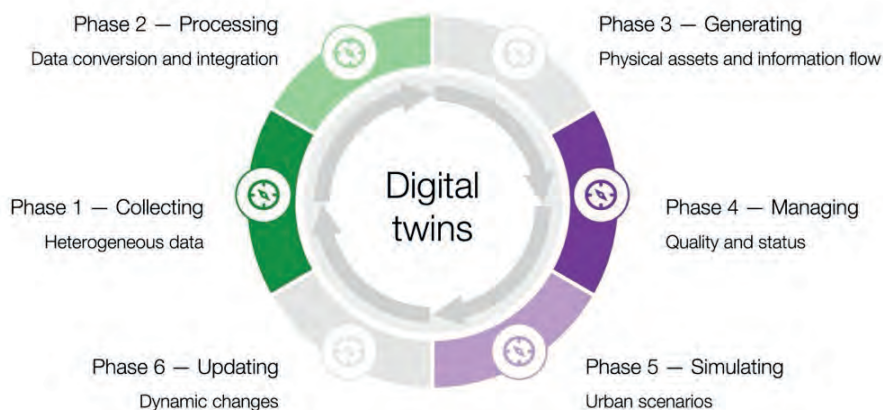 Phase 2 — Processing
Data conversion and integration
Phase 3 — Generating
Physical assets and information flow
Phase 1 — Collecting
Heterogeneous data
Digital
twins
Phase 4 — Managing
Quality and status
Phase 6 — Updating
Dynamic changes
Phase 5 — Simulating
Urban scenarios